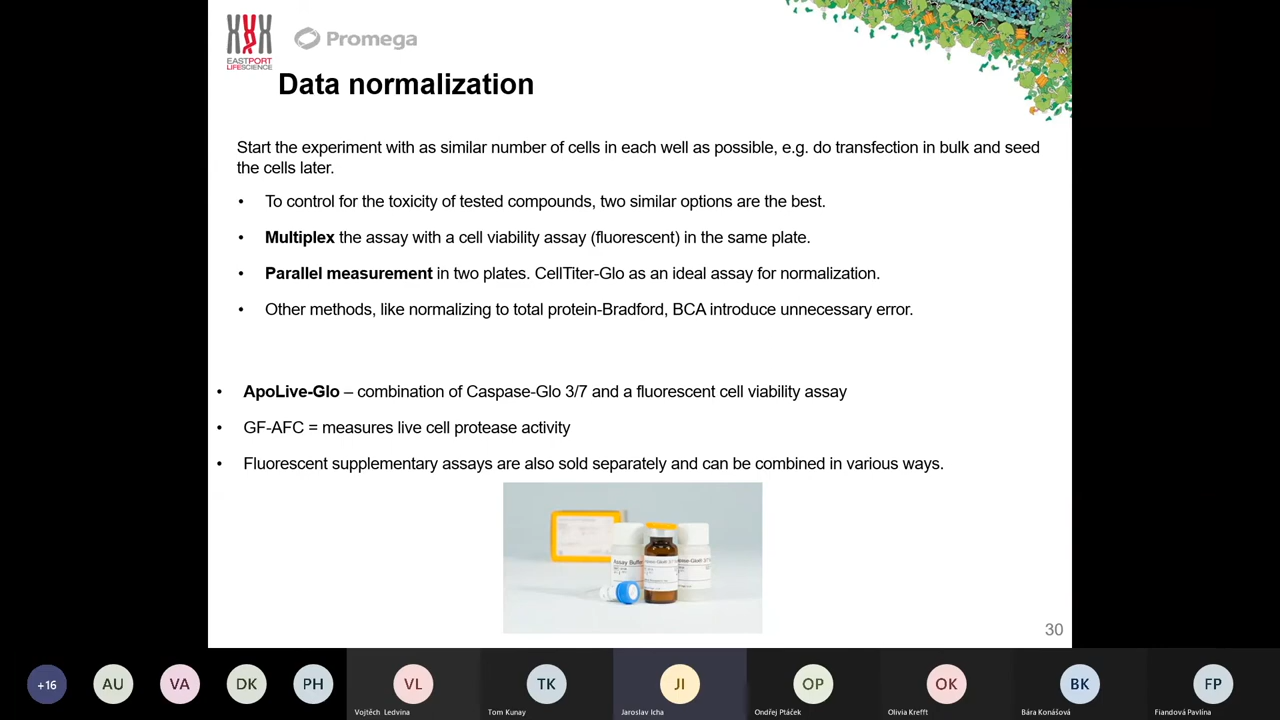 EASTPORT
LIFESCIENCE
Promega
Data normalization
Start the experiment with as similar number of cells in each well as possible, e.g. do transfection in bulk and seed
the cells later.
• To control for the toxicity of tested compounds, two similar options are the best.
• Multiplex the assay with a cell viability assay (fluorescent) in the same plate.
• Parallel measurement in two plates. CellTiter-Glo as an ideal assay for normalization.
• Other methods, like normalizing to total protein-Bradford, BCA introduce unnecessary error.
• ApoLive-Glo – combination of Caspase-Glo 3/7 and a fluorescent cell viability assay
• GF-AFC = measures live cell protease activity
• Fluorescent supplementary assays are also sold separately and can be combined in various ways.
30
+16
AU
VA
DK
PH
VL
TK
JI
OP
OK
BK
FP
Vojtěch Ledvina
Tom Kunay
Jaroslav Icha
Ondřej Ptáček
Olivia Krefft
Bára Konášová
Fiandová Pavlína